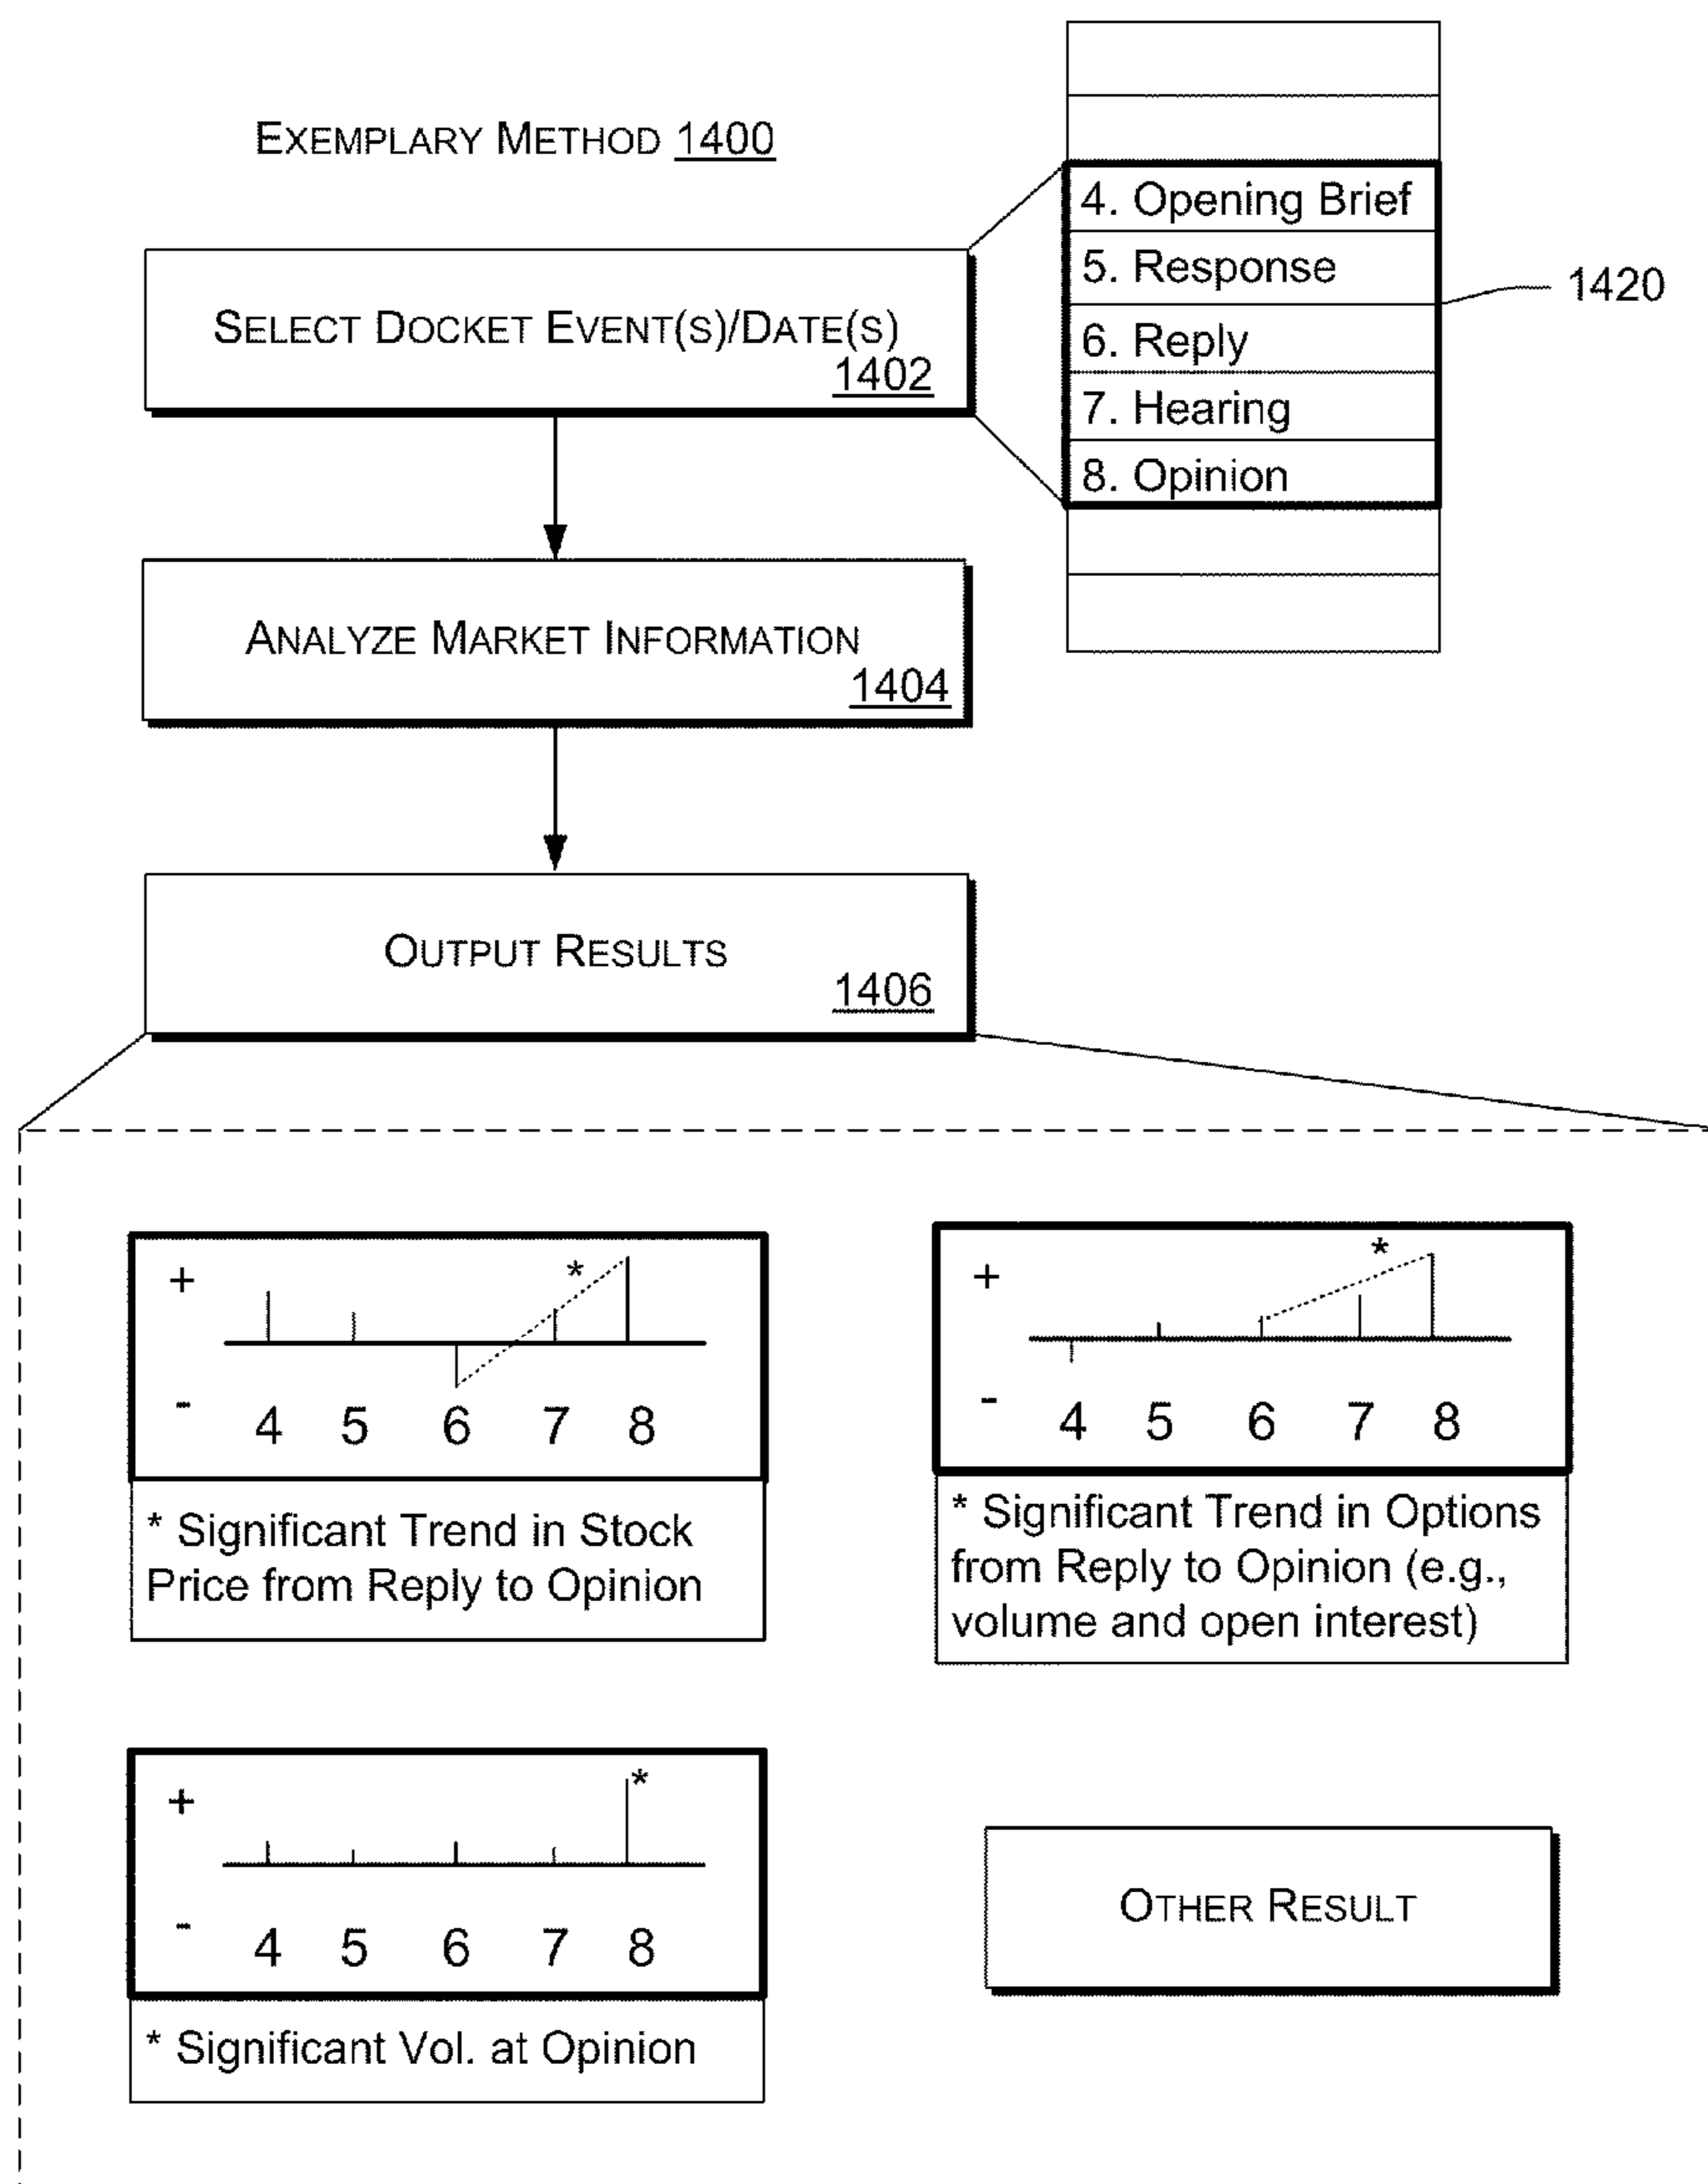 EXEMPLARY METHOD 1400
4. Opening Brief
5. Response
6. Reply
7. Hearing
8. Opinion
1420
SELECT DOCKET EVENT(S)/DATE(S)
1402
ANALYZE MARKET INFORMATION
1404
OUTPUT RESULTS
1406
+
*
-
4 5 6 7 8
* Significant Trend in Stock
Price from Reply to Opinion
+
*
-
4 5 6 7 8
* Significant Trend in Options
from Reply to Opinion (e.g.,
volume and open interest)
+
*
-
4 5 6 7 8
* Significant Vol. at Opinion
OTHER RESULT